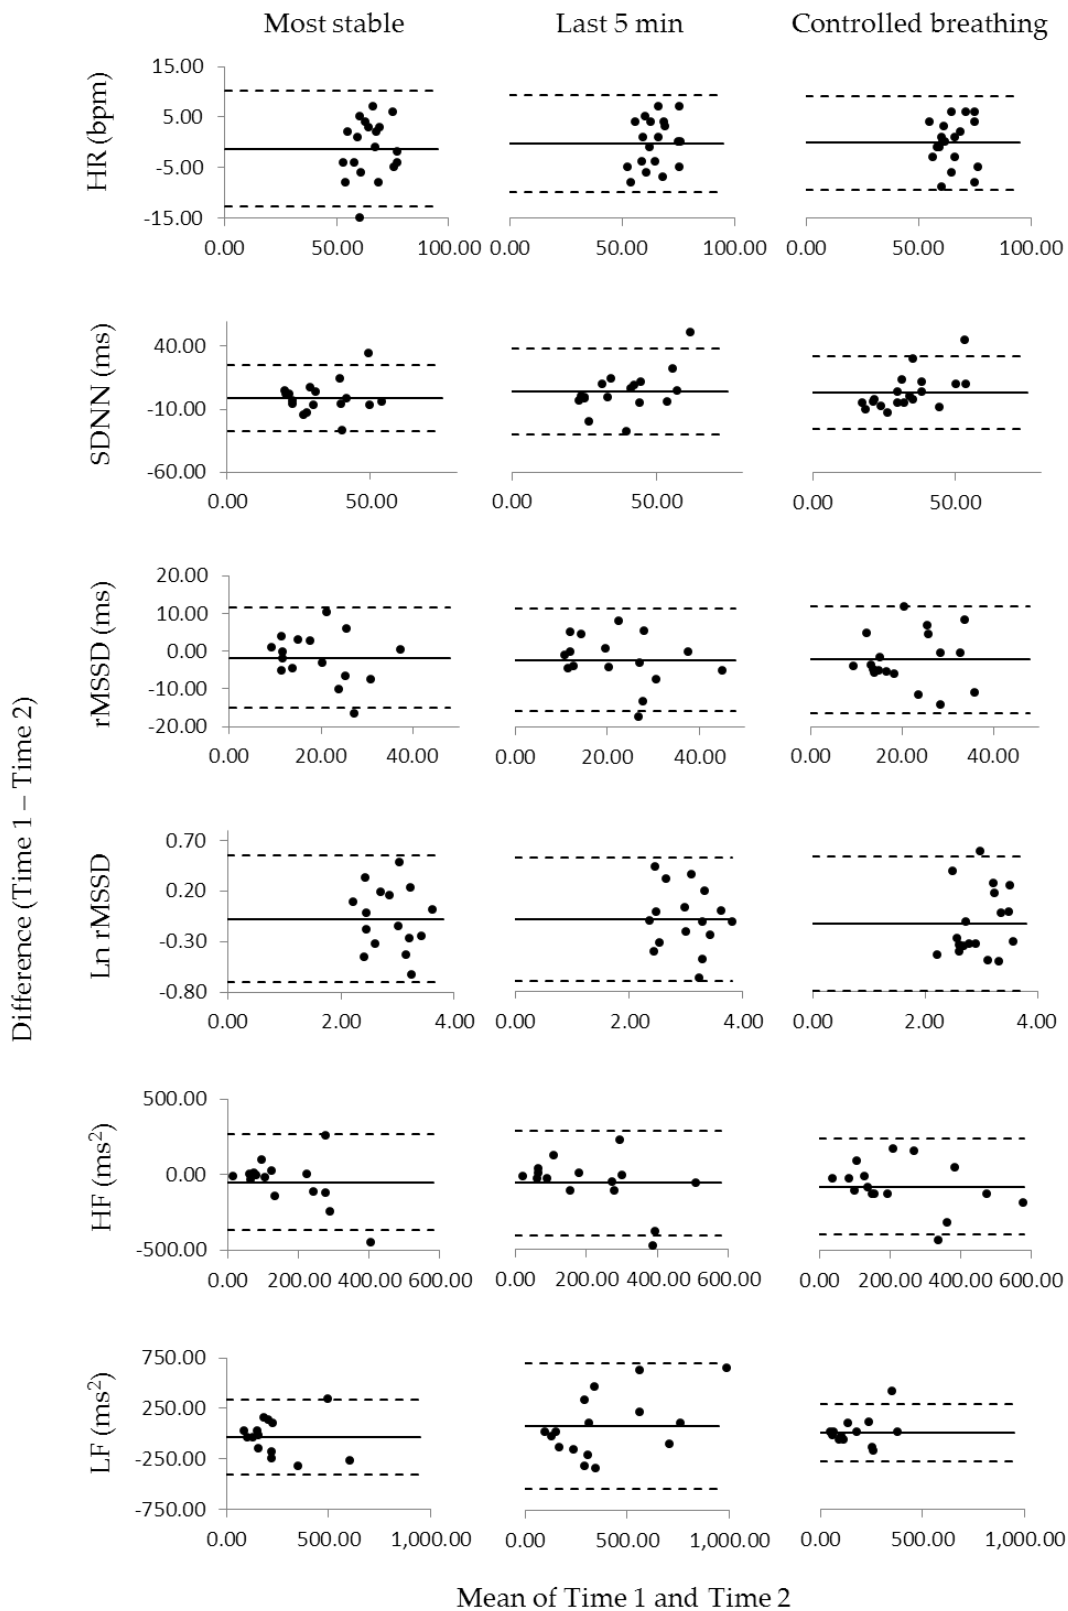 Most stable Last 5 min Controlled breathing
HR (bpm)
15.00
5.00
-5.00
-15.00
0.00 50.00 100.00 0.00 50.00 100.00 0.00 50.00 100.00
SDNN (ms)
40.00
-10.00
-60.00
0.00 50.00 0.00 50.00 0.00 50.00
rMSSD (ms)
20.00
10.00
0.00
-10.00
-20.00
0.00 20.00 40.00 0.00 20.00 40.00 0.00 20.00 40.00
Difference (Time 1 – Time 2)
Ln rMSSD
0.70
0.20
-0.30
-0.80
0.00 2.00 4.00 0.00 2.00 4.00 0.00 2.00 4.00
HF (ms²)
500.00
0.00
-500.00
0.00 200.00 400.00 600.00 0.00 200.00 400.00 600.00 0.00 200.00 400.00 600.00
LF (ms²)
750.00
250.00
-250.00
-750.00
0.00 500.00 1,000.00 0.00 500.00 1,000.00 0.00 500.00 1,000.00
Mean of Time 1 and Time 2